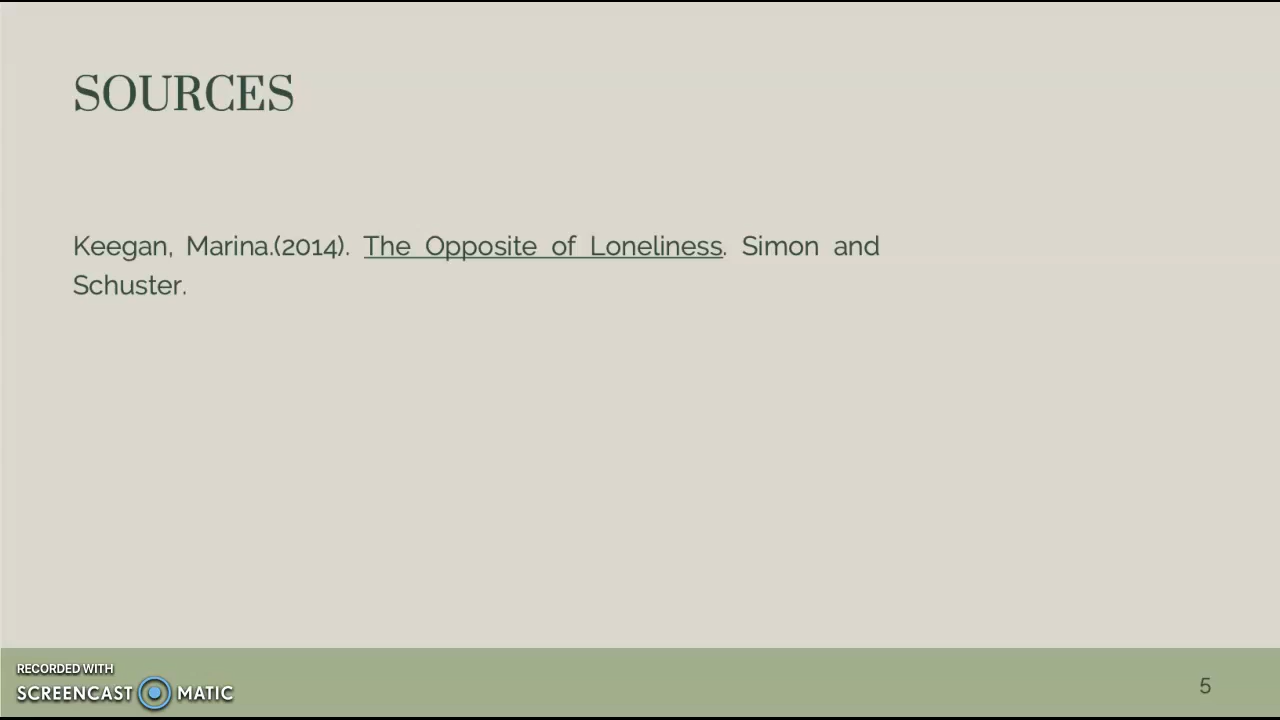 SOURCES
Keegan, Marina.(2014). The Opposite of Loneliness. Simon and
Schuster.
RECORDED WITH
SCREENCAST MATIC
5